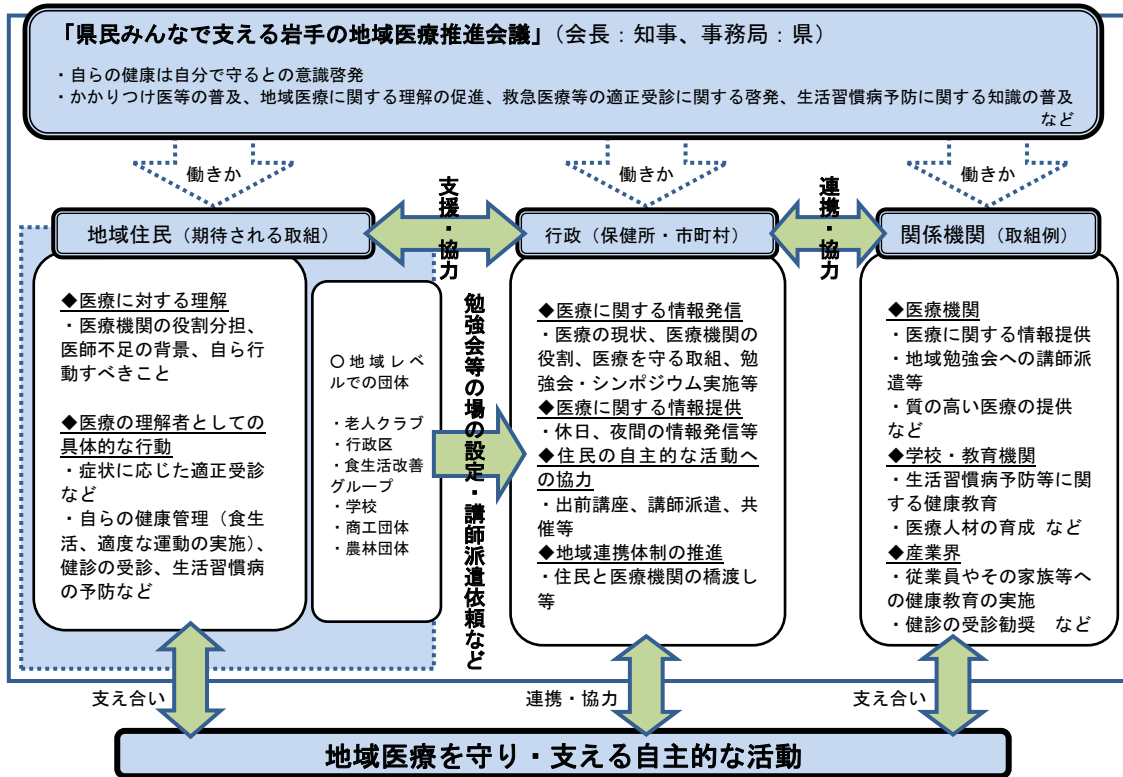 「県民みんなで支える岩手の地域医療推進会議」（会長：知事、事務局：県）
・自らの健康は自分で守るとの意識啓発
・かかりつけ医等の普及、地域医療に関する理解の促進、救急医療等の適正受診に関する啓発、生活習慣病予防に関する知識の普及
など
働きか
働きか
働きか
地域住民（期待される取組）
支援・協力
行政（保健所・市町村）
連携・協力
関係機関（取組例）
◆医療に対する理解
・医療機関の役割分担、
医師不足の背景、自ら行
動すべきこと
◆医療の理解者としての
具体的な行動
・症状に応じた適正受診
など
・自らの健康管理（食生
活、適度な運動の実施）、
健診の受診、生活習慣病
の予防など
〇地域レベ
ルでの団体
・老人クラブ
・行政区
・食生活改善
グループ
・学校
・商工団体
・農林団体
勉強会等の場の設定・講師派遣依頼など
◆医療に関する情報発信
・医療の現状、医療機関の
役割、医療を守る取組、勉
強会・シンポジウム実施等
◆医療に関する情報提供
・休日、夜間の情報発信等
◆住民の自主的な活動へ
の協力
・出前講座、講師派遣、共
催等
◆地域連携体制の推進
・住民と医療機関の橋渡し
等
◆医療機関
・医療に関する情報提供
・地域勉強会への講師派
遣等
・質の高い医療の提供
など
◆学校・教育機関
・生活習慣病予防等に関
する健康教育
・医療人材の育成 など
◆産業界
・従業員やその家族等へ
の健康教育の実施
・健診の受診勧奨　など
支え合い
連携・協力
支え合い
地域医療を守り・支える自主的な活動